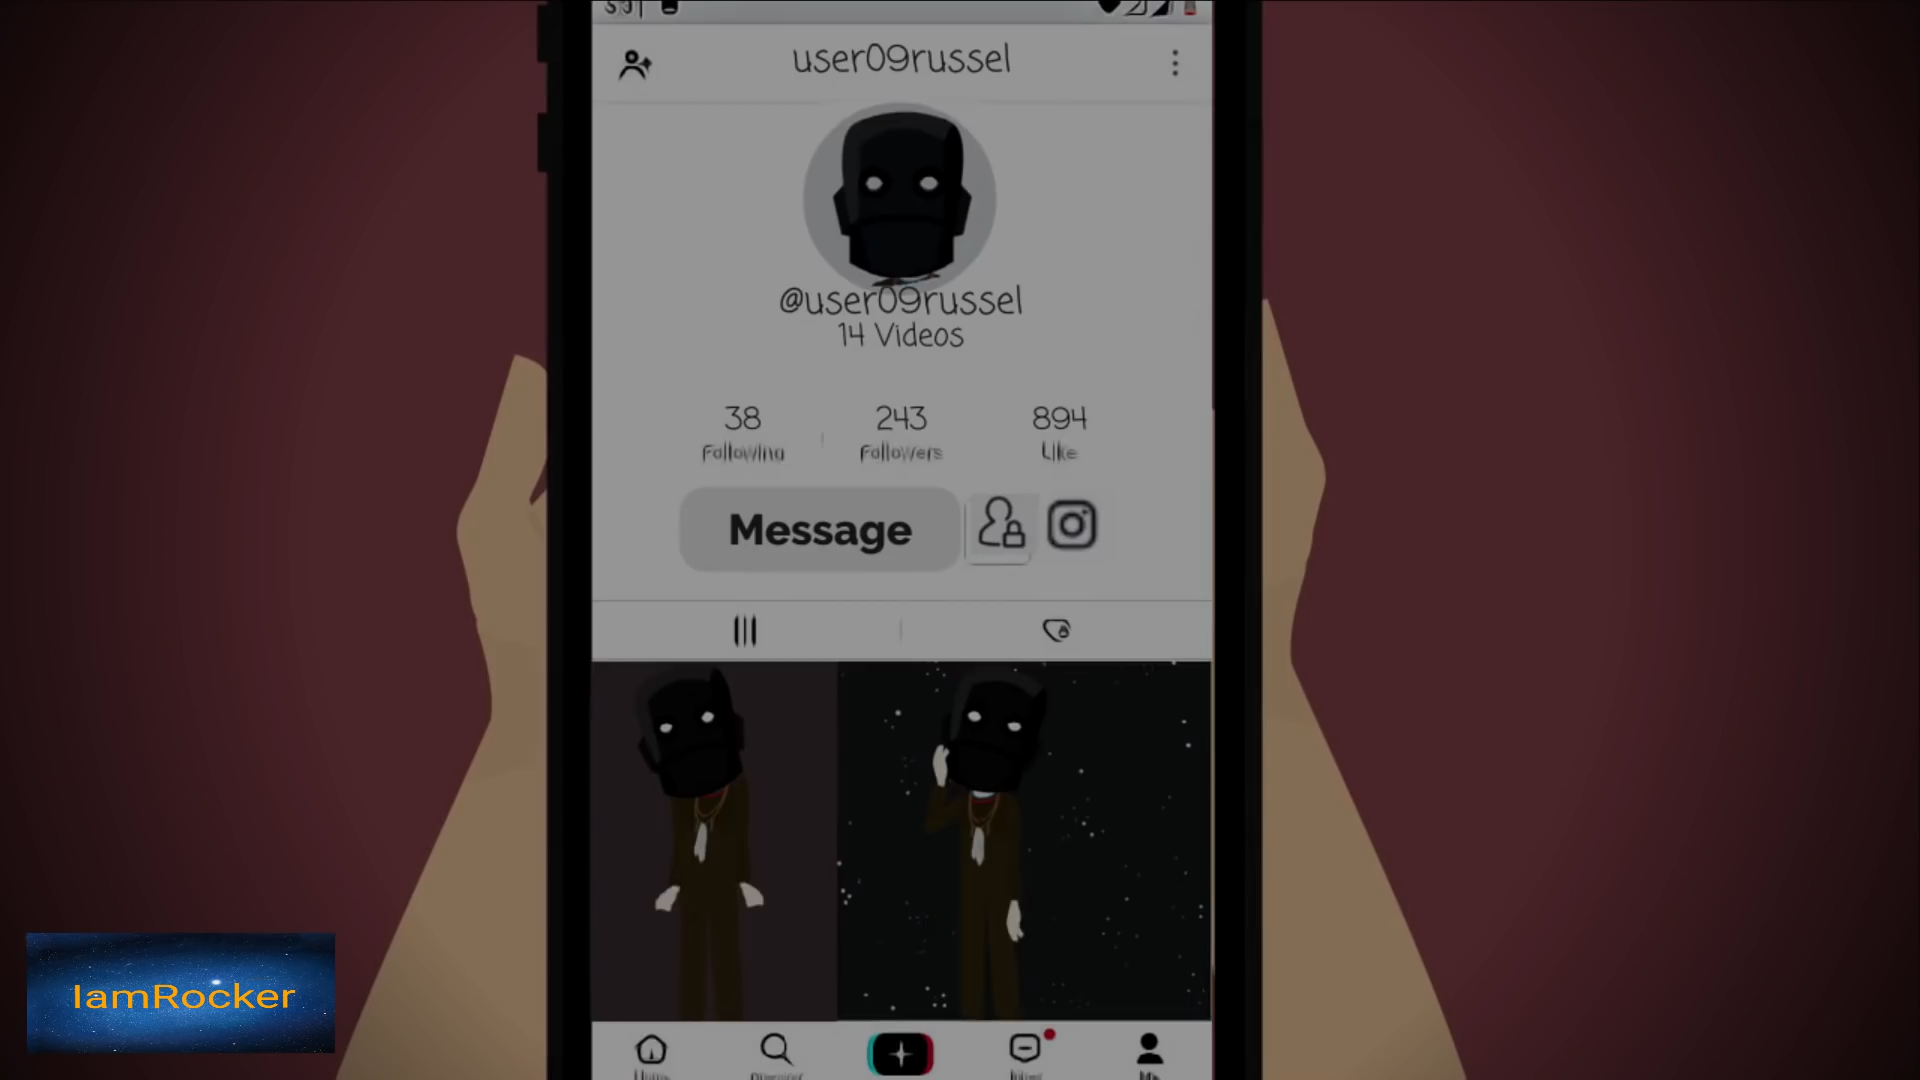 user09russel
@user09russel
14 Videos
38 243 894
Following Followers Like
Message
IamRocker